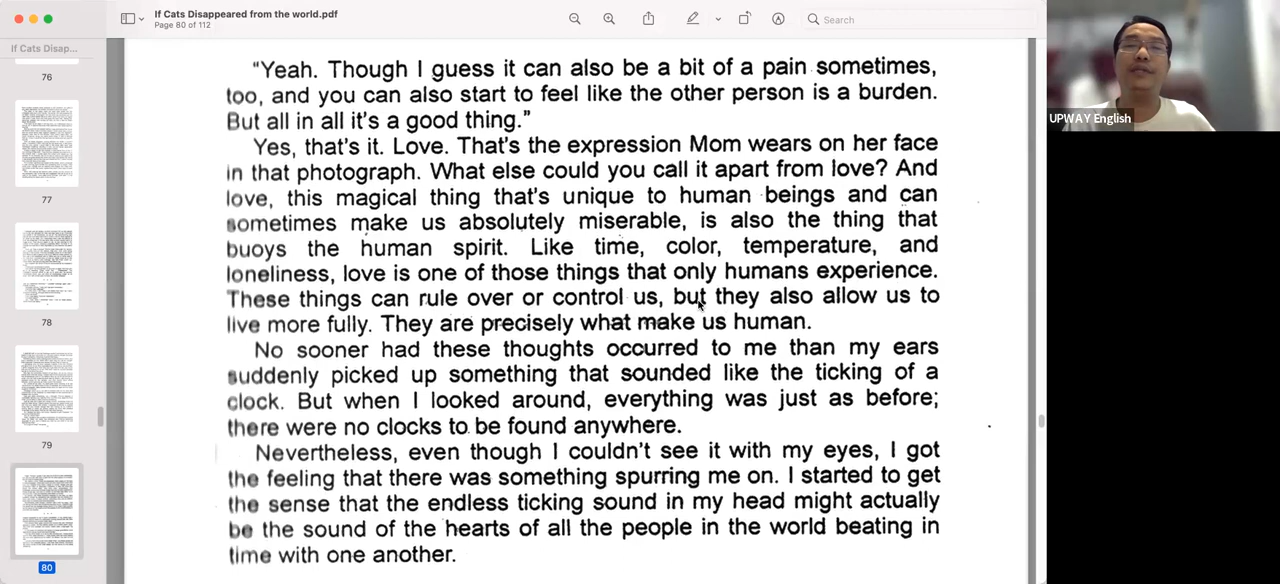 If Cats Disappeared from the world.pdf
Page 80 of 112
Search
If Cats Disap...
76
77
78
79
80
UPWAY English
“Yeah. Though I guess it can also be a bit of a pain sometimes,
too, and you can also start to feel like the other person is a burden.
But all in all it's a good thing.”
Yes, that's it. Love. That's the expression Mom wears on her face
in that photograph. What else could you call it apart from love? And
love, this magical thing that's unique to human beings and can
sometimes make us absolutely miserable, is also the thing that
buoys the human spirit. Like time, color, temperature, and
loneliness, love is one of those things that only humans experience.
These things can rule over or control us, but they also allow us to
live more fully. They are precisely what make us human.
No sooner had these thoughts occurred to me than my ears
suddenly picked up something that sounded like the ticking of a
clock. But when I looked around, everything was just as before;
there were no clocks to be found anywhere.
Nevertheless, even though I couldn't see it with my eyes, I got
the feeling that there was something spurring me on. I started to get
the sense that the endless ticking sound in my head might actually
be the sound of the hearts of all the people in the world beating in
time with one another.